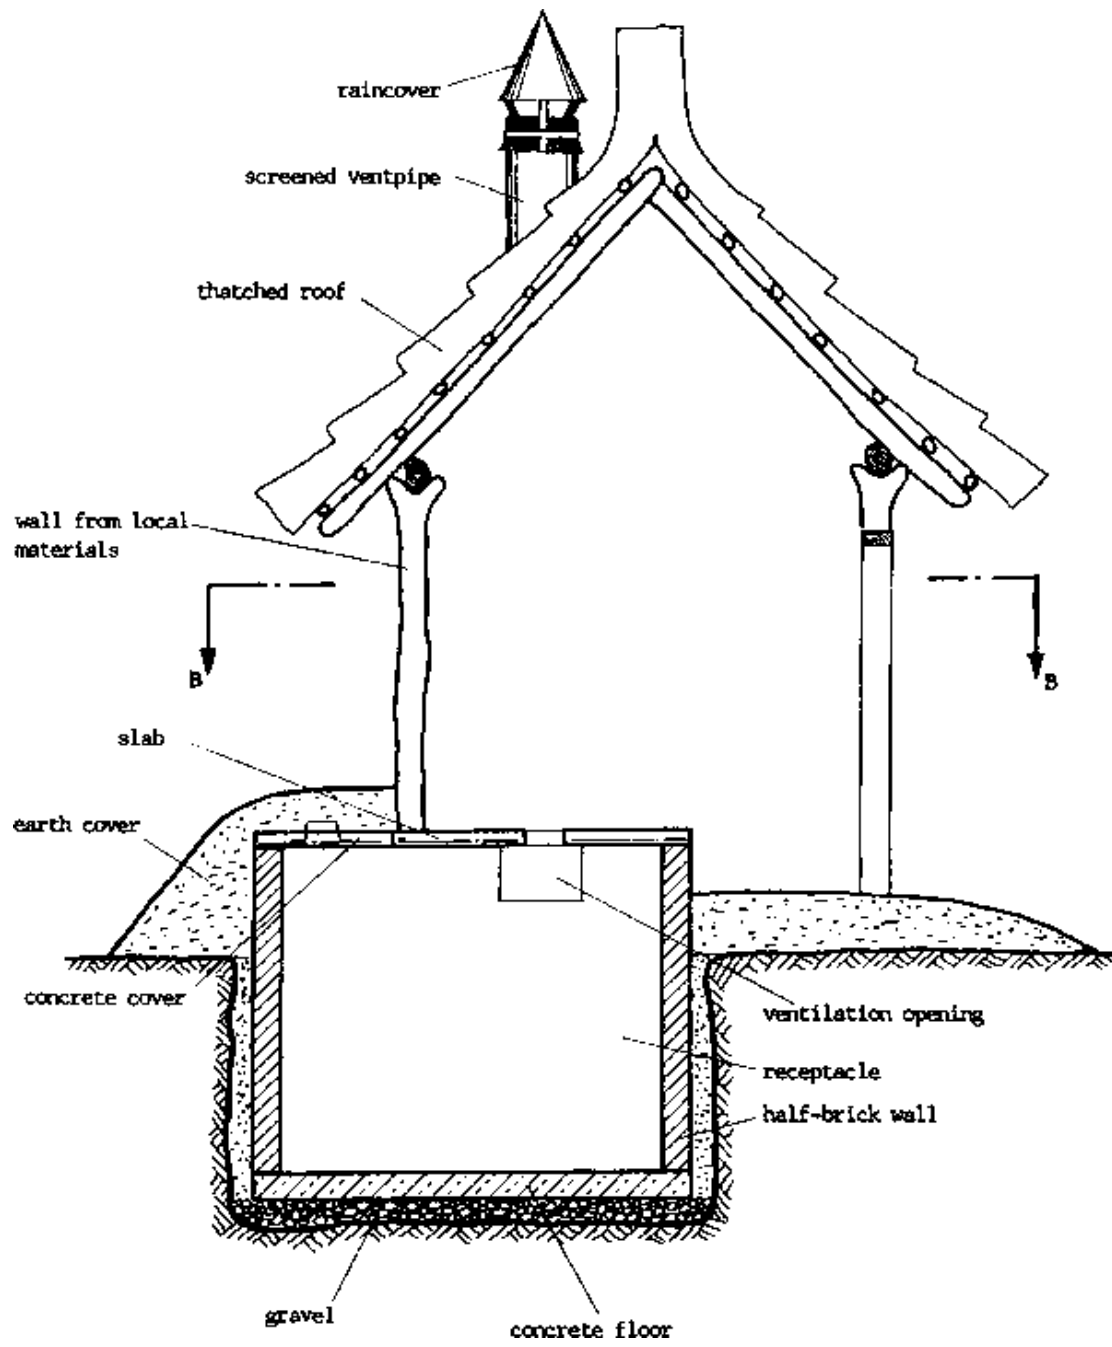 raincover
screened ventpipe
thatched roof
wall from local
materials
B
B
slab
earth cover
concrete cover
ventilation opening
receptacle
half-brick wall
gravel
concrete floor